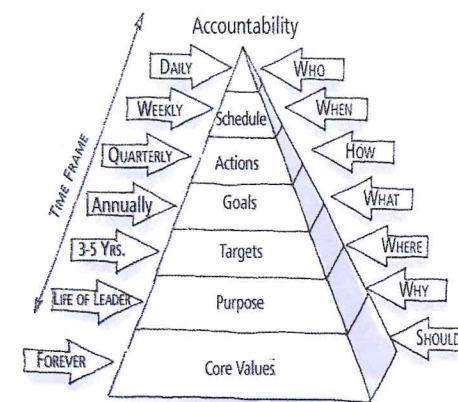 Accountability
DAILY
WHO
WEEKLY
Schedule
WHEN
QUARTERLY
Actions
HOW
Annually
Goals
WHAT
3-5 YRS.
Targets
WHERE
LIFE OF LEADER
Purpose
WHY
FOREVER
Core Values
SHOULD
TIME FRAME